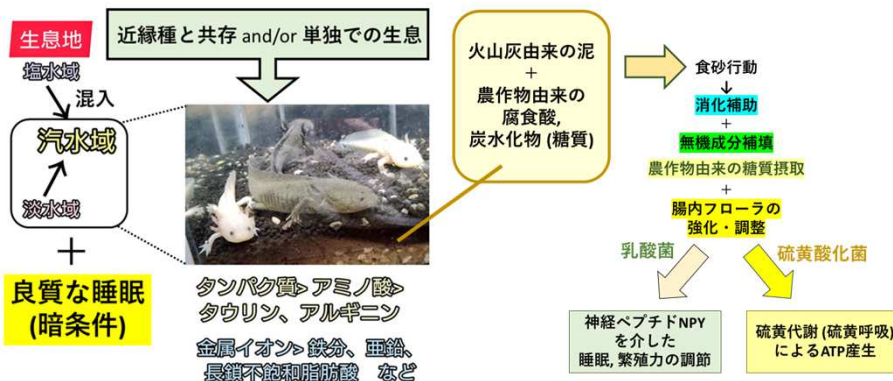 生息地
塩水域
混入
汽水域
淡水域
+
良質な睡眠
(暗条件)
近縁種と共存 and/or 単独での生息
タンパク質> アミノ酸>
タウリン、アルギニン
金属イオン> 鉄分、亜鉛、
長鎖不飽和脂肪酸 など
火山灰由来の泥
+
農作物由来の
腐食酸,
炭水化物 (糖質)
食砂行動
消化補助
+
無機成分補填
農作物由来の糖質摂取
+
腸内フローラの
強化・調整
乳酸菌
硫黄酸化菌
神経ペプチドNPY
を介した
睡眠, 繁殖力の調節
硫黄代謝 (硫黄呼吸)
によるATP産生